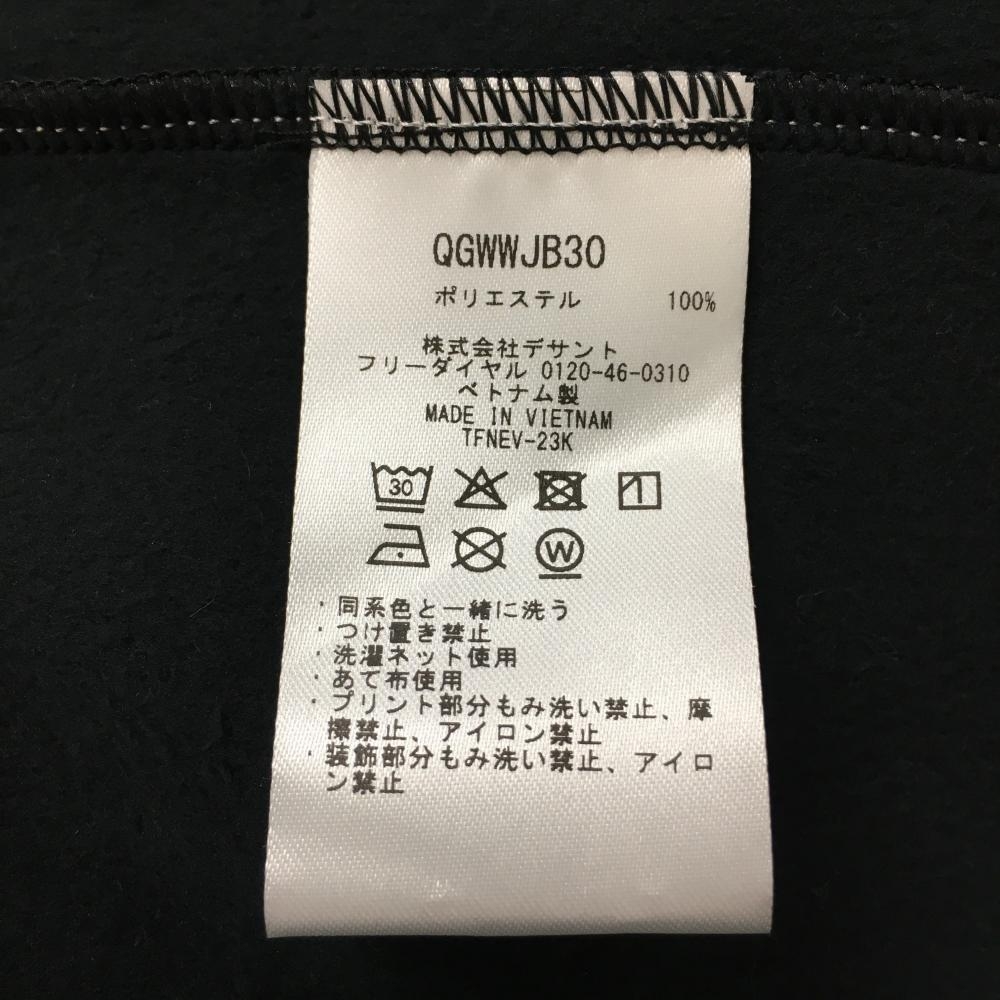 QGWWJB30
ポリエステル 100%
株式会社デサント
フリーダイヤル 0120-46-0310
ベトナム製
MADE IN VIETNAM
TFNEV-23K
30
1
W
・同系色と一緒に洗う
・つけ置き禁止
・洗濯ネット使用
・あて布使用
・プリント部分もみ洗い禁止、摩
擦禁止、アイロン禁止
・装飾部分もみ洗い禁止、アイロ
ン禁止